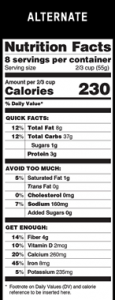 ALTERNATE
Nutrition Facts
8 servings per container
Serving size 2/3 cup (55g)
Amount per 2/3 cup
Calories 230
% Daily Value*
QUICK FACTS:
12% Total Fat 8g
12% Total Carbs 37g
Sugars 1g
Protein 3g
AVOID TOO MUCH:
5% Saturated Fat 1g
Trans Fat 0g
0% Cholesterol 0mg
7% Sodium 160mg
Added Sugars 0g
GET ENOUGH:
14% Fiber 4g
10% Vitamin D 2mcg
20% Calcium 260mg
45% Iron 8mg
5% Potassium 235mg
* Footnote on Daily Values (DV) and calorie
reference to be inserted here.